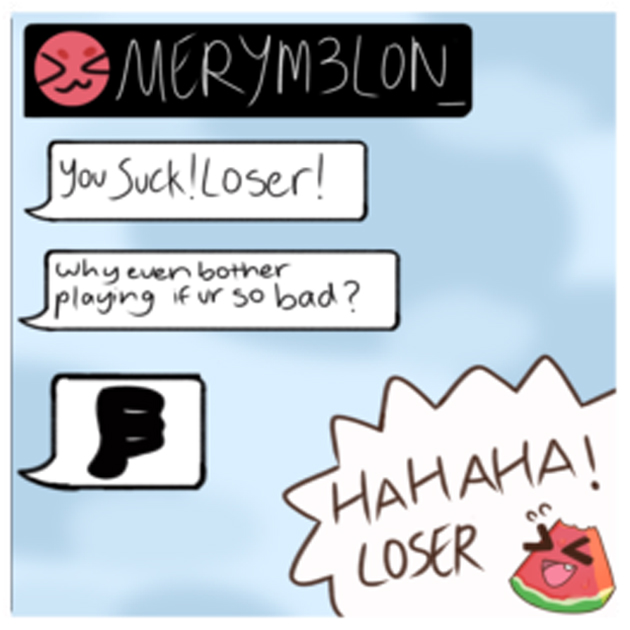 MERYM3LON_
You Suck! Loser!
Why even bother
playing if ur so bad?
HAHAHA!
LOSER